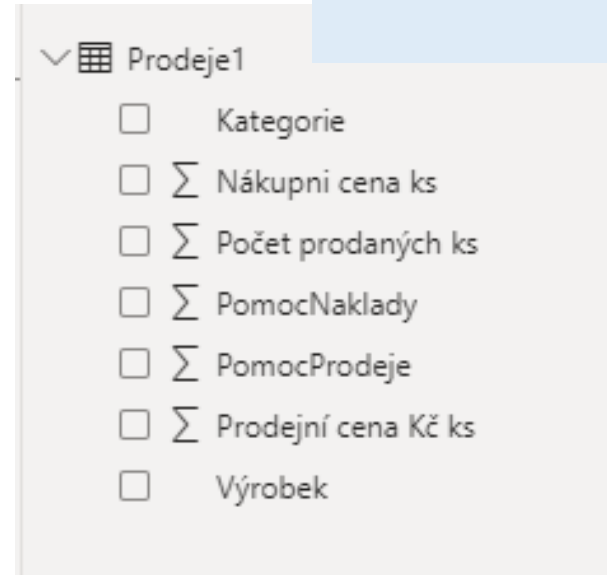 Prodeje1
Kategorie
∑ Nákupni cena ks
∑ Počet prodaných ks
∑ PomocNaklady
∑ PomocProdeje
∑ Prodejní cena Kč ks
Výrobek